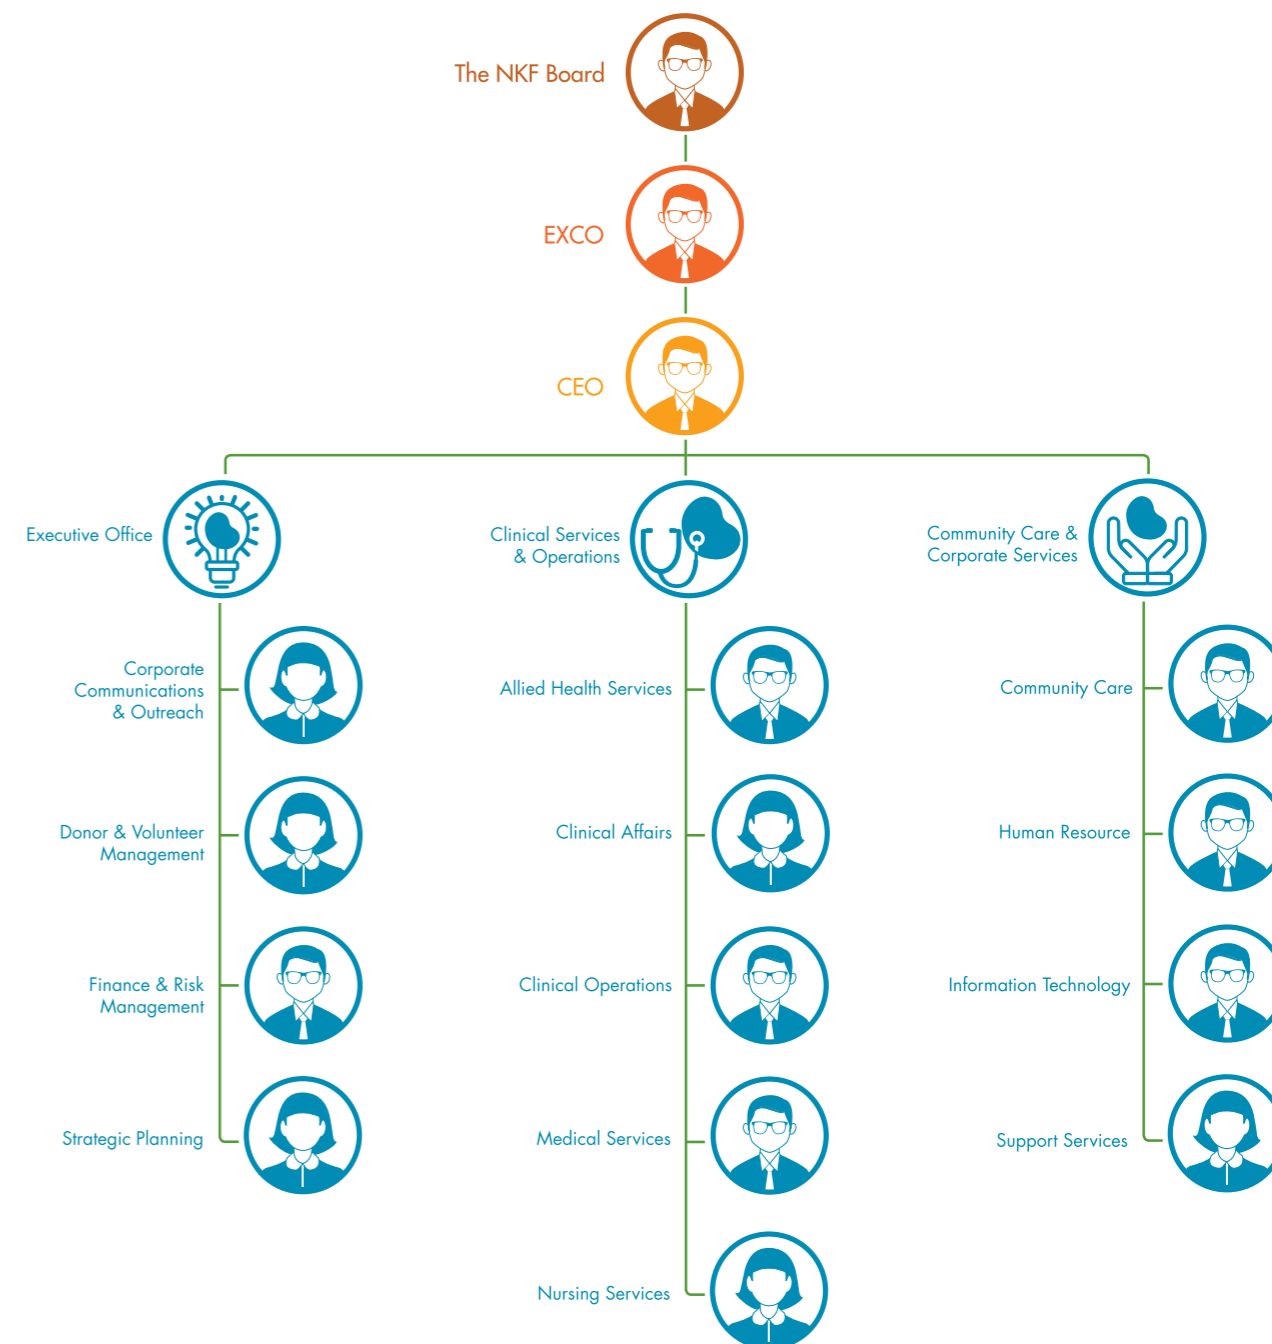 The NKF Board
EXCO
CEO
Executive Office
Corporate
Communications
& Outreach
Donor & Volunteer
Management
Finance & Risk
Management
Strategic Planning
Clinical Services
& Operations
Allied Health Services
Clinical Affairs
Clinical Operations
Medical Services
Nursing Services
Community Care &
Corporate Services
Community Care
Human Resource
Information Technology
Support Services